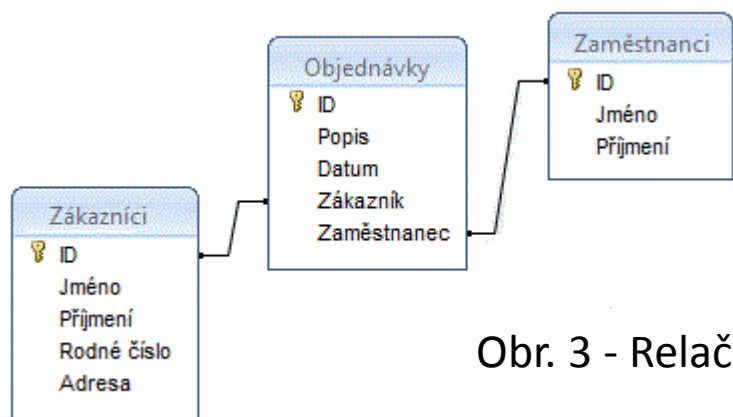 Zaměstnanci
ID
Jméno
Příjmení
Objednávky
ID
Popis
Datum
Zákazník
Zaměstnanec
Zákazníci
ID
Jméno
Příjmení
Rodné číslo
Adresa
Obr. 3 - Relač